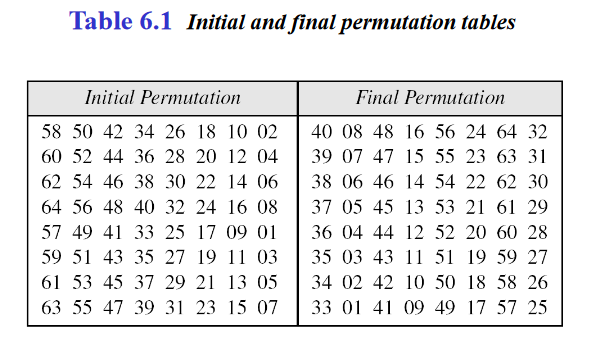 Table 6.1 Initial and final permutation tables
Initial Permutation Final Permutation
58 50 42 34 26 18 10 02 40 08 48 16 56 24 64 32
60 52 44 36 28 20 12 04 39 07 47 15 55 23 63 31
62 54 46 38 30 22 14 06 38 06 46 14 54 22 62 30
64 56 48 40 32 24 16 08 37 05 45 13 53 21 61 29
57 49 41 33 25 17 09 01 36 04 44 12 52 20 60 28
59 51 43 35 27 19 11 03 35 03 43 11 51 19 59 27
61 53 45 37 29 21 13 05 34 02 42 10 50 18 58 26
63 55 47 39 31 23 15 07 33 01 41 09 49 17 57 25